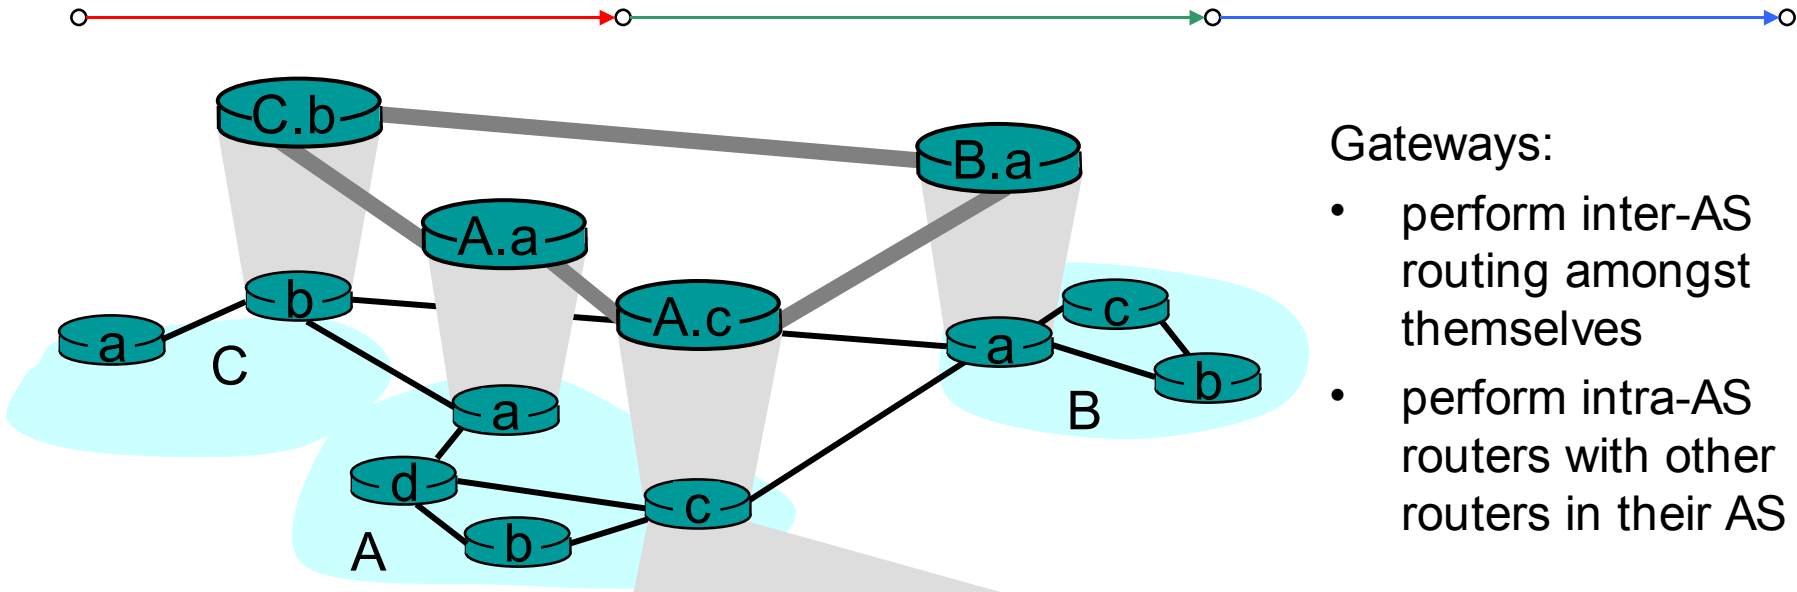 C.b
B.a
A.a
A.c
b
a
C
a
c
b
B
a
d
c
b
A
Gateways:
• perform inter-AS
routing amongst
themselves
• perform intra-AS
routers with other
routers in their AS